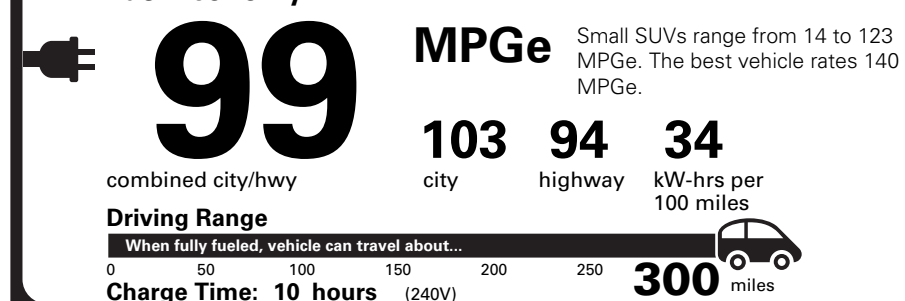 99
MPGe
Small SUVs range from 14 to 123
MPGe. The best vehicle rates 140
MPGe.
combined city/hwy
103 94 34
city highway kW-hrs per
100 miles
Driving Range
When fully fueled, vehicle can travel about...
0 50 100 150 200 250 300 miles
Charge Time: 10 hours (240V)